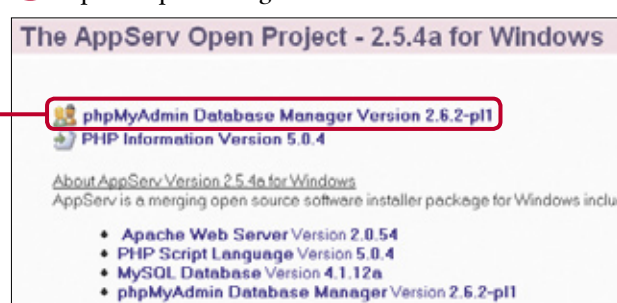 The AppServ Open Project - 2.5.4a for Windows
phpMyAdmin Database Manager Version 2.6.2-pl1
PHP Information Version 5.0.4
About AppServ Version 2.5.4a for Windows
AppServ is a merging open source software installer package for Windows inclu
• Apache Web Server Version 2.0.54
• PHP Script Language Version 5.0.4
• MySQL Database Version 4.1.12a
• phpMyAdmin Database Manager Version 2.6.2-pl1